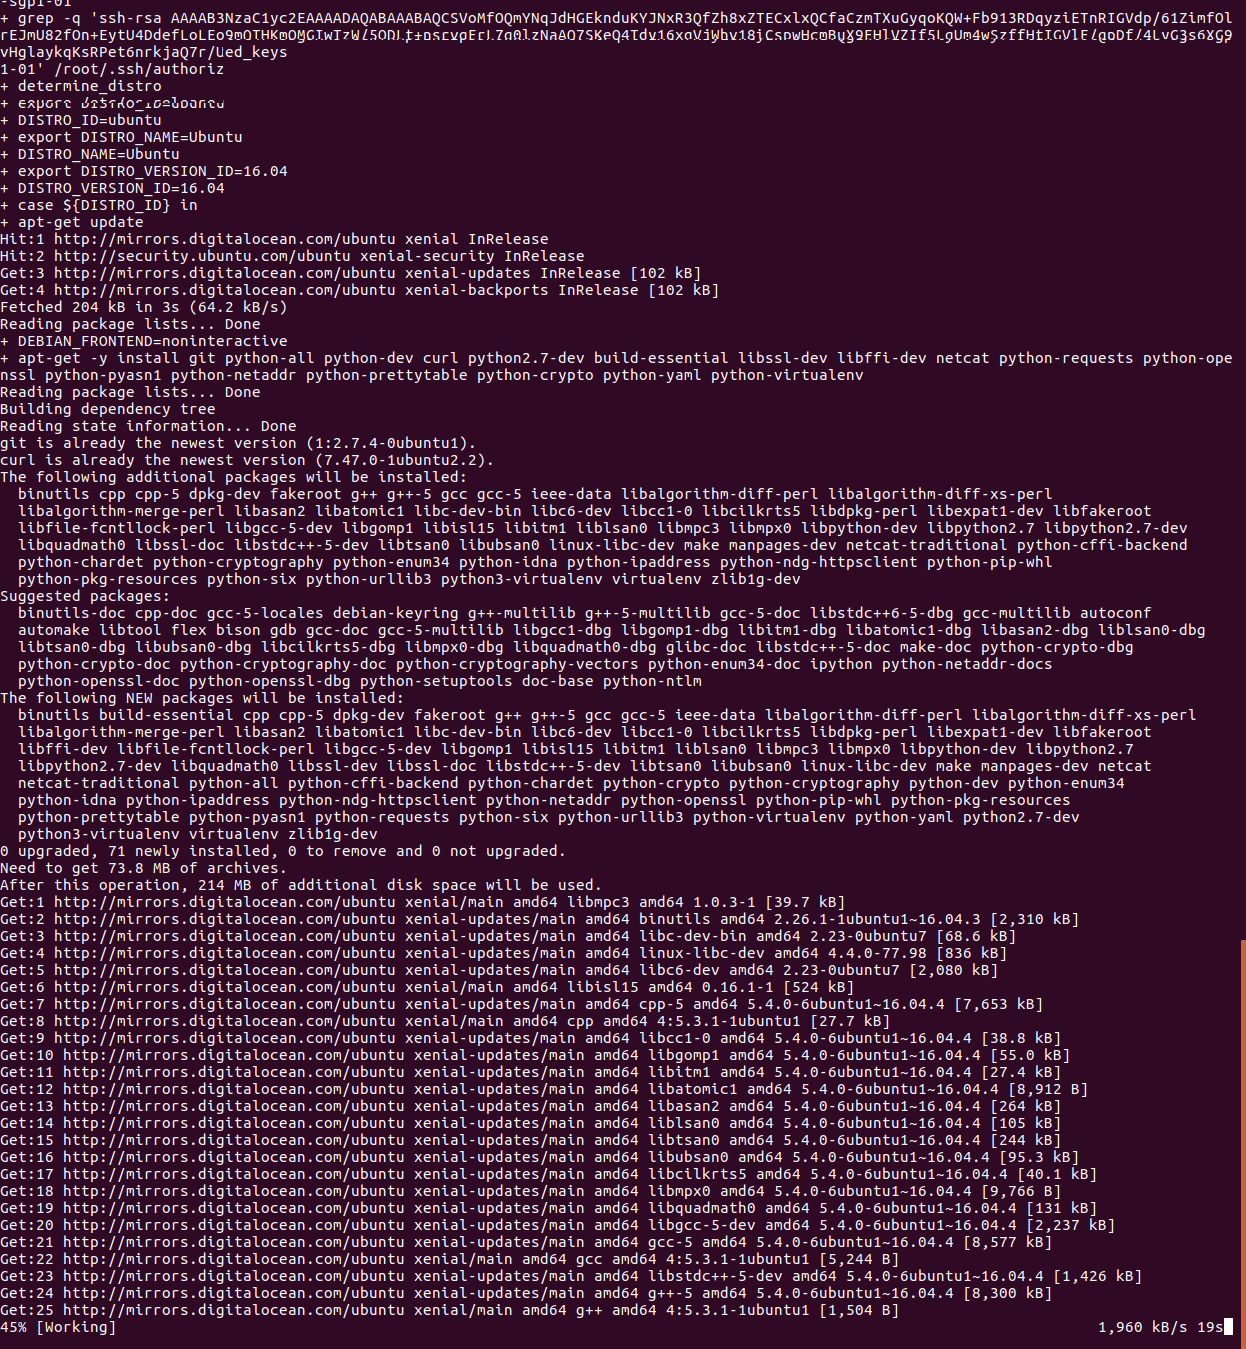 -sgp1-01
+ grep -q 'ssh-rsa
vHglaykqKsRPet6nrkjaQ7r/Ued_keys
1-01' /root/.ssh/authoriz
+ determine_distro
+ export
+ DISTRO_ID=ubuntu
+ export DISTRO_NAME=Ubuntu
+ DISTRO_NAME=Ubuntu
+ export DISTRO_VERSION_ID=16.04
+ DISTRO_VERSION_ID=16.04
+ case ${DISTRO_ID} in
+ apt-get update
Hit:1 http://mirrors.digitalocean.com/ubuntu xenial InRelease
Hit:2 http://security.ubuntu.com/ubuntu xenial-security InRelease
Get:3 http://mirrors.digitalocean.com/ubuntu xenial-updates InRelease [102 kB]
Get:4 http://mirrors.digitalocean.com/ubuntu xenial-backports InRelease [102 kB]
Fetched 204 kB in 3s (64.2 kB/s)
Reading package lists... Done
+ DEBIAN_FRONTEND=noninteractive
+ apt-get -y install git python-all python-dev curl python2.7-dev build-essential libssl-dev libffi-dev netcat python-requests python-ope
nssl python-pyasn1 python-netaddr python-prettytable python-crypto python-yaml python-virtualenv
Reading package lists... Done
Building dependency tree
Reading state information... Done
git is already the newest version (1:2.7.4-0ubuntu1).
curl is already the newest version (7.47.0-1ubuntu2.2).
The following additional packages will be installed:
  binutils cpp cpp-5 dpkg-dev fakeroot g++ g++-5 gcc gcc-5 ieee-data libalgorithm-diff-perl libalgorithm-diff-xs-perl
  libalgorithm-merge-perl libasan2 libatomic1 libc-dev-bin libc6-dev libcc1-0 libcilkrts5 libdpkg-perl libexpat1-dev libfakeroot
  libfile-fcntllock-perl libgcc-5-dev libgomp1 libisl15 libitm1 liblsan0 libmpc3 libmpx0 libpython-dev libpython2.7 libpython2.7-dev
  libquadmath0 libssl-doc libstdc++-5-dev libtsan0 libubsan0 linux-libc-dev make manpages-dev netcat-traditional python-cffi-backend
  python-chardet python-cryptography python-enum34 python-idna python-ipaddress python-ndg-httpsclient python-pip-whl
  python-pkg-resources python-six python-urllib3 python3-virtualenv virtualenv zlib1g-dev
Suggested packages:
  binutils-doc cpp-doc gcc-5-locales debian-keyring g++-multilib g++-5-multilib gcc-5-doc libstdc++6-5-dbg gcc-multilib autoconf
  automake libtool flex bison gdb gcc-doc gcc-5-multilib libgcc1-dbg libgomp1-dbg libitm1-dbg libatomic1-dbg libasan2-dbg liblsan0-dbg
  libtsan0-dbg libubsan0-dbg libcilkrts5-dbg libmpx0-dbg libquadmath0-dbg glibc-doc libstdc++-5-doc make-doc python-crypto-dbg
  python-crypto-doc python-cryptography-doc python-cryptography-vectors python-enum34-doc ipython python-netaddr-docs
  python-openssl-doc python-openssl-dbg python-setuptools doc-base python-ntlm
The following NEW packages will be installed:
  binutils build-essential cpp cpp-5 dpkg-dev fakeroot g++ g++-5 gcc gcc-5 ieee-data libalgorithm-diff-perl libalgorithm-diff-xs-perl
  libalgorithm-merge-perl libasan2 libatomic1 libc-dev-bin libc6-dev libcc1-0 libcilkrts5 libdpkg-perl libexpat1-dev libfakeroot
  libffi-dev libfile-fcntllock-perl libgcc-5-dev libgomp1 libisl15 libitm1 liblsan0 libmpc3 libmpx0 libpython-dev libpython2.7
  libpython2.7-dev libquadmath0 libssl-dev libssl-doc libstdc++-5-dev libtsan0 libubsan0 linux-libc-dev make manpages-dev netcat
  netcat-traditional python-all python-cffi-backend python-chardet python-crypto python-cryptography python-dev python-enum34
  python-idna python-ipaddress python-ndg-httpsclient python-netaddr python-openssl python-pip-whl python-pkg-resources
  python-prettytable python-pyasn1 python-requests python-six python-urllib3 python-virtualenv python-yaml python2.7-dev
  python3-virtualenv virtualenv zlib1g-dev
0 upgraded, 71 newly installed, 0 to remove and 0 not upgraded.
Need to get 73.8 MB of archives.
After this operation, 214 MB of additional disk space will be used.
Get:1 http://mirrors.digitalocean.com/ubuntu xenial/main amd64 libmpc3 amd64 1.0.3-1 [39.7 kB]
Get:2 http://mirrors.digitalocean.com/ubuntu xenial-updates/main amd64 binutils amd64 2.26.1-1ubuntu1~16.04.3 [2,310 kB]
Get:3 http://mirrors.digitalocean.com/ubuntu xenial-updates/main amd64 libc-dev-bin amd64 2.23-0ubuntu7 [68.6 kB]
Get:4 http://mirrors.digitalocean.com/ubuntu xenial-updates/main amd64 linux-libc-dev amd64 4.4.0-77.98 [836 kB]
Get:5 http://mirrors.digitalocean.com/ubuntu xenial-updates/main amd64 libc6-dev amd64 2.23-0ubuntu7 [2,080 kB]
Get:6 http://mirrors.digitalocean.com/ubuntu xenial/main amd64 libisl15 amd64 0.16.1-1 [524 kB]
Get:7 http://mirrors.digitalocean.com/ubuntu xenial-updates/main amd64 cpp-5 amd64 5.4.0-6ubuntu1~16.04.4 [7,653 kB]
Get:8 http://mirrors.digitalocean.com/ubuntu xenial/main amd64 cpp amd64 4:5.3.1-1ubuntu1 [27.7 kB]
Get:9 http://mirrors.digitalocean.com/ubuntu xenial-updates/main amd64 libcc1-0 amd64 5.4.0-6ubuntu1~16.04.4 [38.8 kB]
Get:10 http://mirrors.digitalocean.com/ubuntu xenial-updates/main amd64 libgomp1 amd64 5.4.0-6ubuntu1~16.04.4 [55.0 kB]
Get:11 http://mirrors.digitalocean.com/ubuntu xenial-updates/main amd64 libitm1 amd64 5.4.0-6ubuntu1~16.04.4 [27.4 kB]
Get:12 http://mirrors.digitalocean.com/ubuntu xenial-updates/main amd64 libatomic1 amd64 5.4.0-6ubuntu1~16.04.4 [8,912 B]
Get:13 http://mirrors.digitalocean.com/ubuntu xenial-updates/main amd64 libasan2 amd64 5.4.0-6ubuntu1~16.04.4 [264 kB]
Get:14 http://mirrors.digitalocean.com/ubuntu xenial-updates/main amd64 liblsan0 amd64 5.4.0-6ubuntu1~16.04.4 [105 kB]
Get:15 http://mirrors.digitalocean.com/ubuntu xenial-updates/main amd64 libtsan0 amd64 5.4.0-6ubuntu1~16.04.4 [244 kB]
Get:16 http://mirrors.digitalocean.com/ubuntu xenial-updates/main amd64 libubsan0 amd64 5.4.0-6ubuntu1~16.04.4 [95.3 kB]
Get:17 http://mirrors.digitalocean.com/ubuntu xenial-updates/main amd64 libcilkrts5 amd64 5.4.0-6ubuntu1~16.04.4 [40.1 kB]
Get:18 http://mirrors.digitalocean.com/ubuntu xenial-updates/main amd64 libmpx0 amd64 5.4.0-6ubuntu1~16.04.4 [9,766 B]
Get:19 http://mirrors.digitalocean.com/ubuntu xenial-updates/main amd64 libquadmath0 amd64 5.4.0-6ubuntu1~16.04.4 [131 kB]
Get:20 http://mirrors.digitalocean.com/ubuntu xenial-updates/main amd64 libgcc-5-dev amd64 5.4.0-6ubuntu1~16.04.4 [2,237 kB]
Get:21 http://mirrors.digitalocean.com/ubuntu xenial-updates/main amd64 gcc-5 amd64 5.4.0-6ubuntu1~16.04.4 [8,577 kB]
Get:22 http://mirrors.digitalocean.com/ubuntu xenial/main amd64 gcc amd64 4:5.3.1-1ubuntu1 [5,244 B]
Get:23 http://mirrors.digitalocean.com/ubuntu xenial-updates/main amd64 libstdc++-5-dev amd64 5.4.0-6ubuntu1~16.04.4 [1,426 kB]
Get:24 http://mirrors.digitalocean.com/ubuntu xenial-updates/main amd64 g++-5 amd64 5.4.0-6ubuntu1~16.04.4 [8,300 kB]
Get:25 http://mirrors.digitalocean.com/ubuntu xenial/main amd64 g++ amd64 4:5.3.1-1ubuntu1 [1,504 B]
45% [Working] 1,960 kB/s 19s